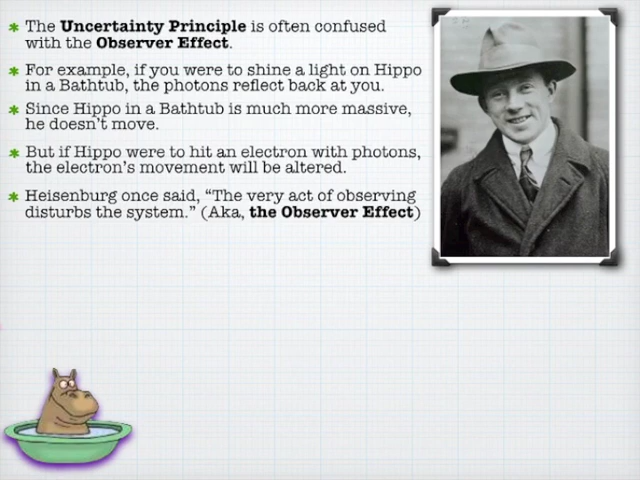 The Uncertainty Principle is often confused
with the Observer Effect.
For example, if you were to shine a light on Hippo
in a Bathtub, the photons reflect back at you.
Since Hippo in a Bathtub is much more massive,
he doesn't move.
But if Hippo were to hit an electron with photons,
the electron's movement will be altered.
Heisenburg once said, “The very act of observing
disturbs the system.” (Aka, the Observer Effect)